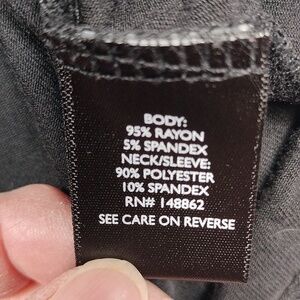 BODY:
95% RAYON
5% SPANDEX
NECK/SLEEVE:
90% POLYESTER
10% SPANDEX
RN# 148862
SEE CARE ON REVERSE